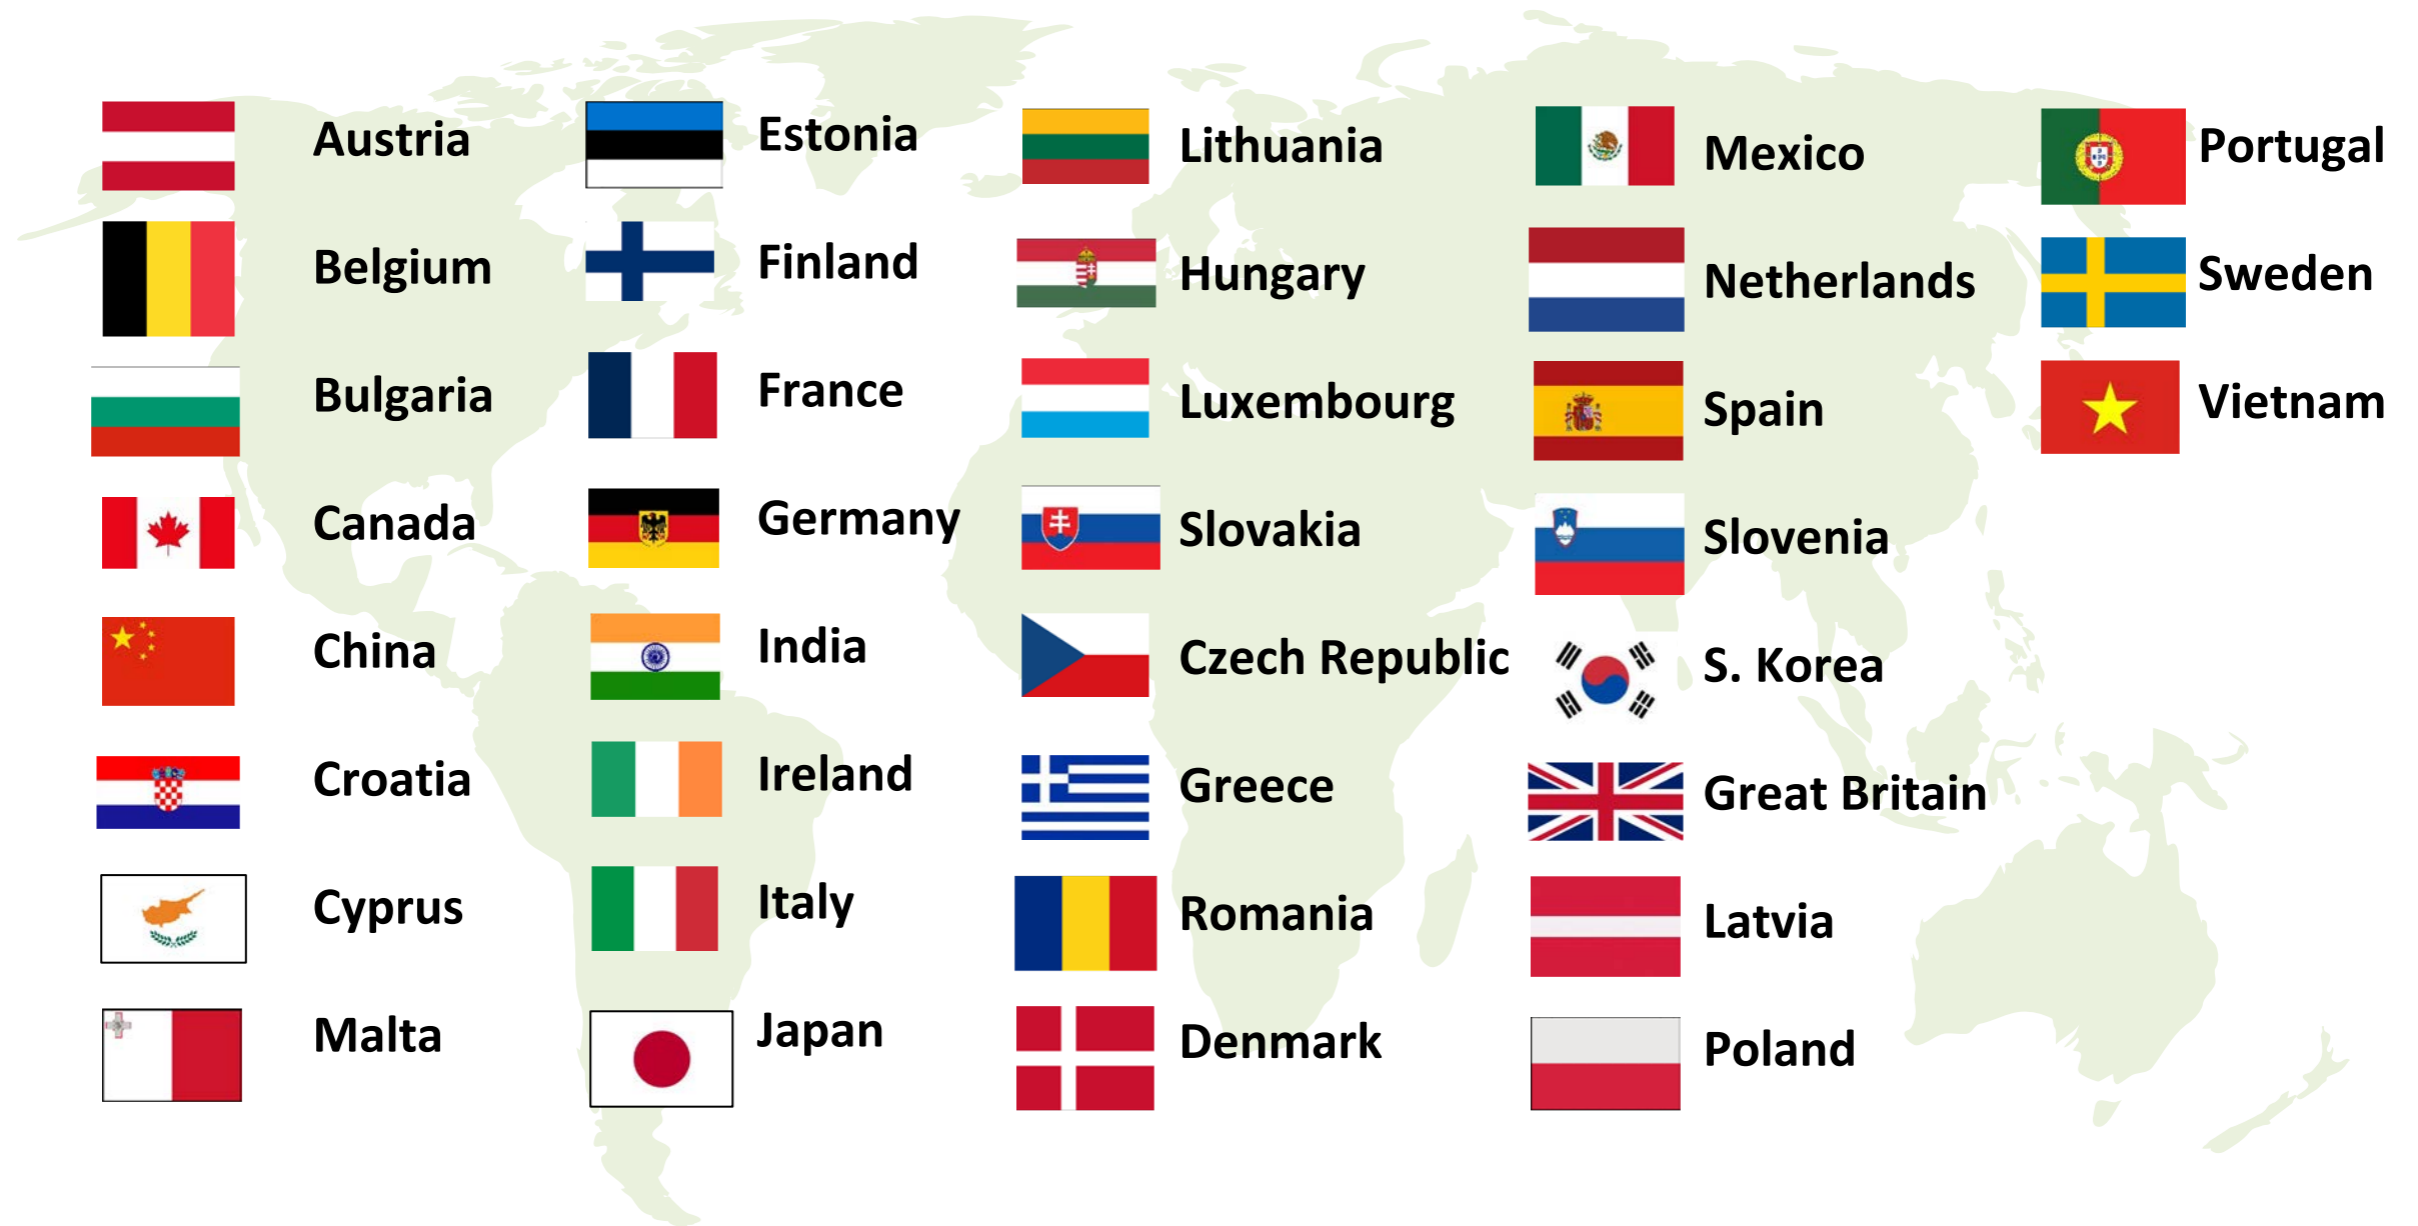 Austria
Belgium
Bulgaria
Canada
China
Croatia
Cyprus
Malta
Estonia
Finland
France
Germany
India
Ireland
Italy
Japan
Lithuania
Hungary
Luxembourg
Slovakia
Czech Republic
Greece
Romania
Denmark
Mexico
Netherlands
Spain
Slovenia
S. Korea
Great Britain
Latvia
Poland
Portugal
Sweden
Vietnam